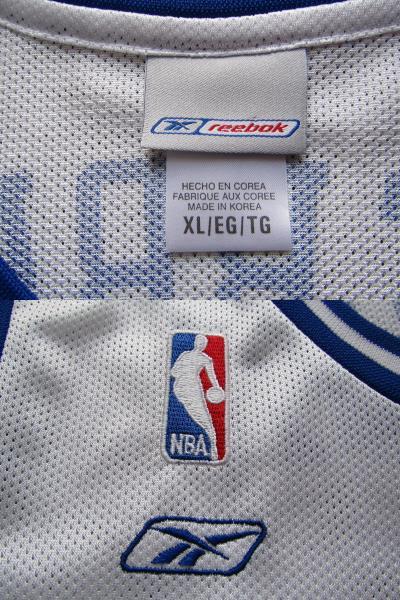 reebok
HECHO EN COREA
FABRIQUE AUX COREE
MADE IN KOREA
XL/EG/TG
NBA